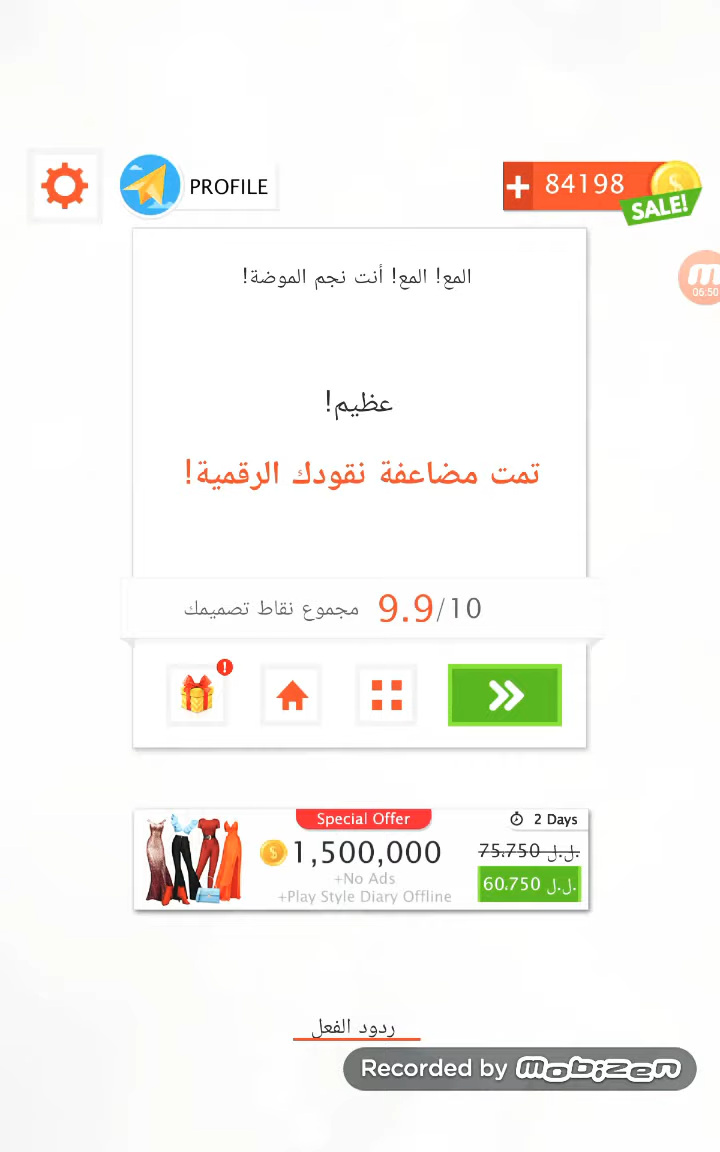 PROFILE
84198
SALE!
06:50
المع! المع! أنت نجم الموضة!
عظيم!
تمت مضاعفة نقودك الرقمية!
مجموع نقاط تصميمك 9.9/10
Special Offer
2 Days
1,500,000
ل.ل. 75.750
+No Ads
ل.ل. 60.750
+Play Style Diary Offline
ردود الفعل
Recorded by mobizen